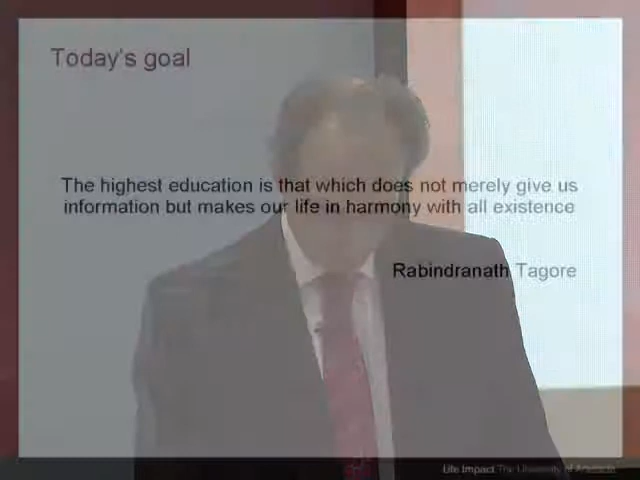 Today's goal
The highest education is that which does not merely give us
information but makes our life in harmony with all existence
Rabindranath Tagore
Life Impact The University of Adelaide